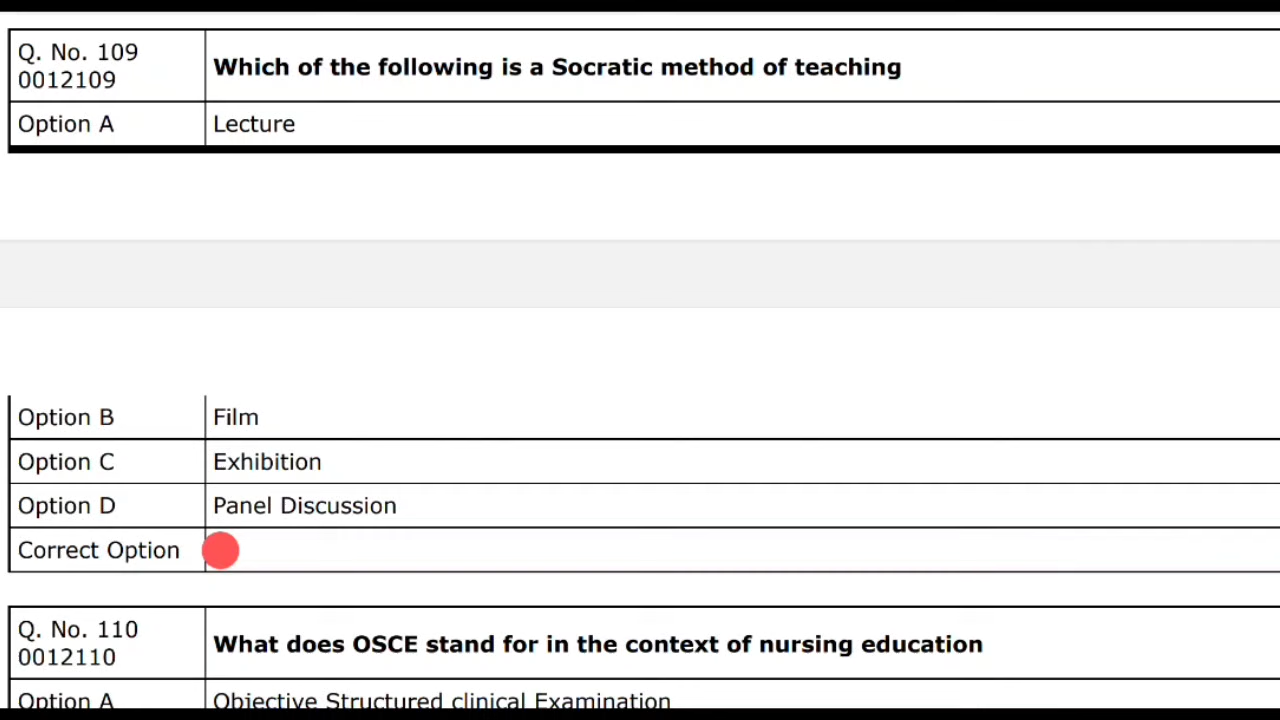 Q. No. 109
0012109
Which of the following is a Socratic method of teaching
Option A
Lecture
Option B
Film
Option C
Exhibition
Option D
Panel Discussion
Correct Option
Q. No. 110
0012110
What does OSCE stand for in the context of nursing education
Option A
Objective Structured clinical Examination